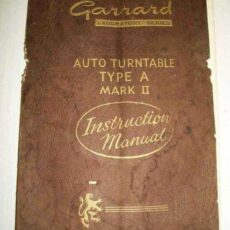 Garrard
LABORATORY SERIES
AUTO TURNTABLE
TYPE A
MARK II
Instruction
Manual